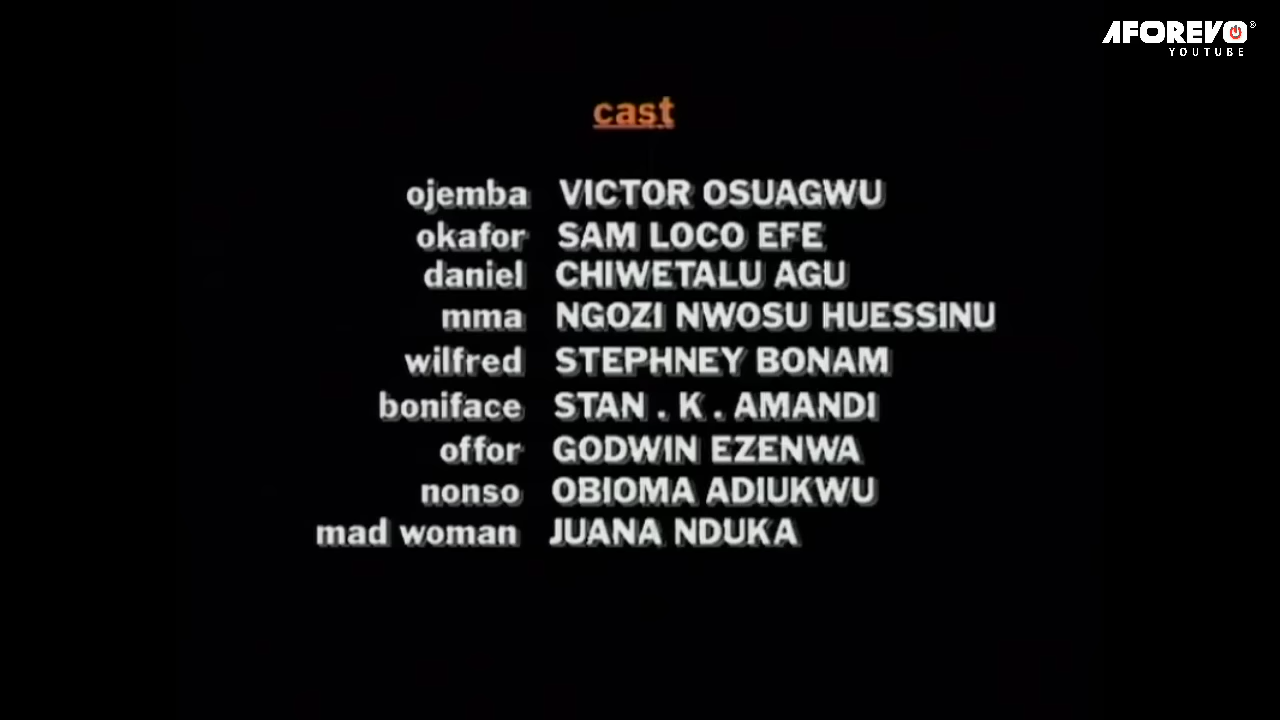 AFOREVO
YOUTUBE
cast
ojemba VICTOR OSUAGWU
okafor SAM LOCO EFE
daniel CHIWETALU AGU
mma NGOZI NWOSU HUESSINU
wilfred STEPHNEY BONAM
boniface STAN . K . AMANDI
offor GODWIN EZENWA
nonso OBIOMA ADIUKWU
mad woman JUANA NDUKA